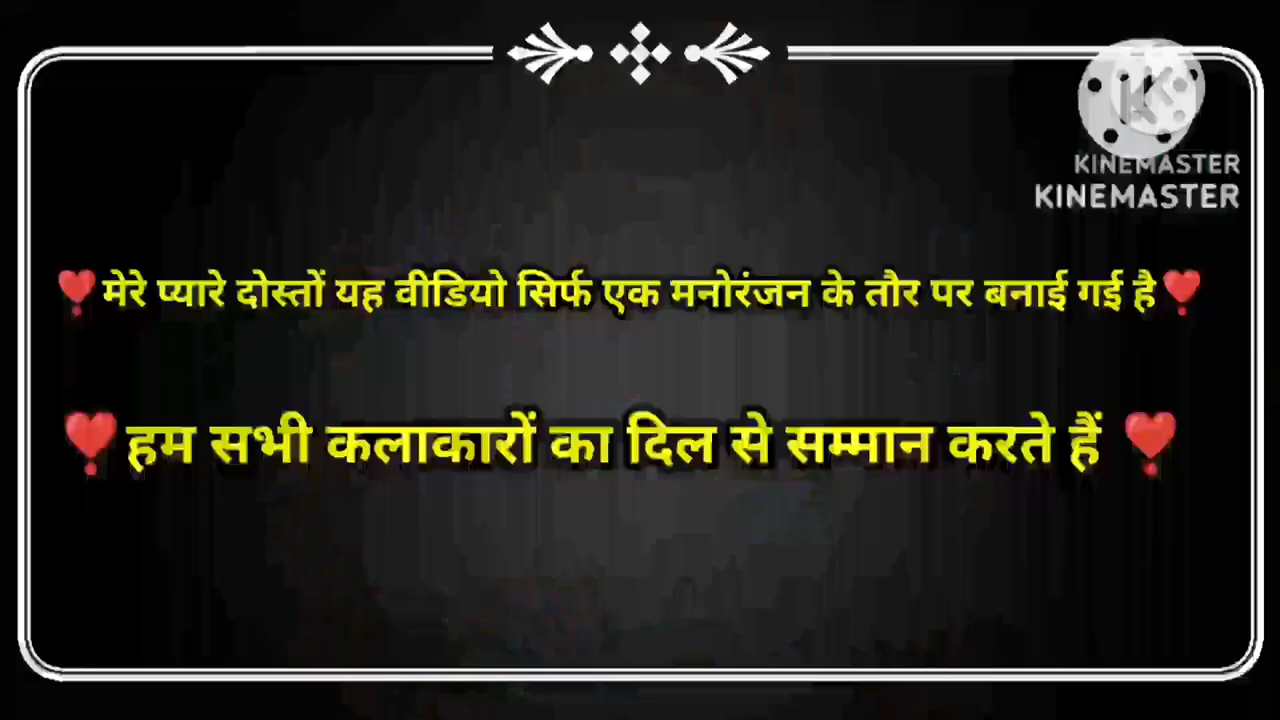 KINEMASTER
KINEMASTER
❣️मेरे प्यारे दोस्तों यह वीडियो सिर्फ एक मनोरंजन के तौर पर बनाई गई है❣️
❣️हम सभी कलाकारों का दिल से सम्मान करते हैं ❣️